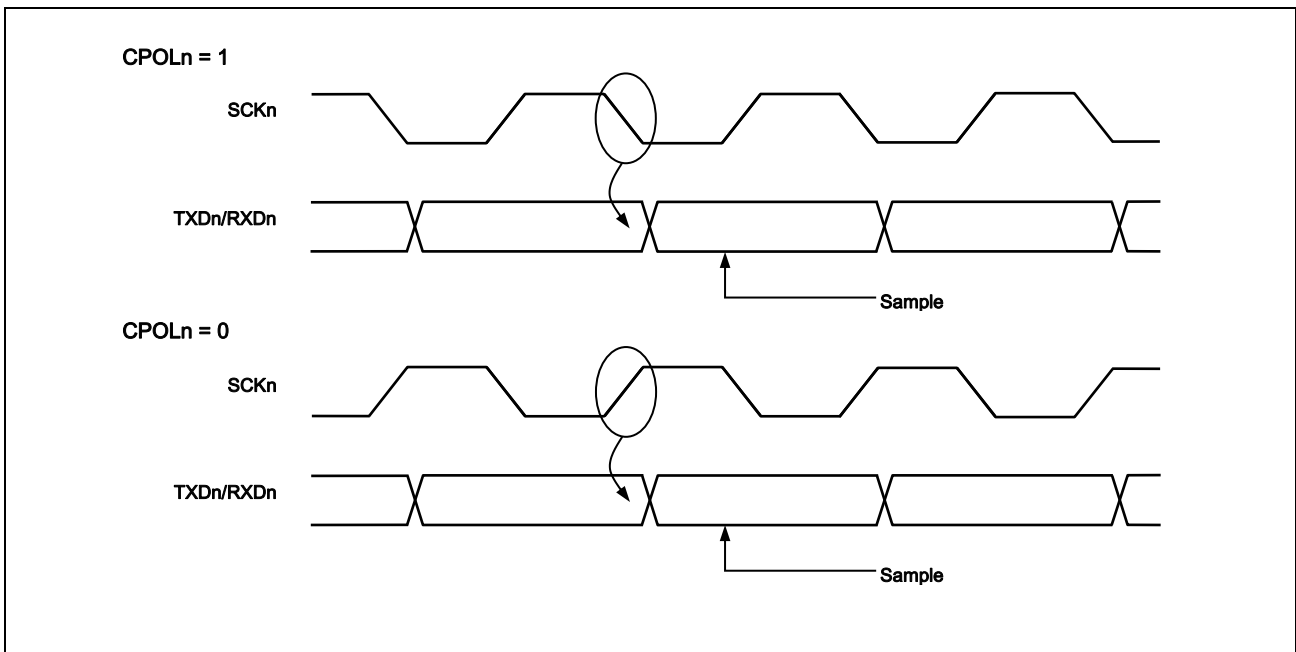 CPOLn = 1
SCKn
TXDn/RXDn
Sample
CPOLn = 0
SCKn
TXDn/RXDn
Sample